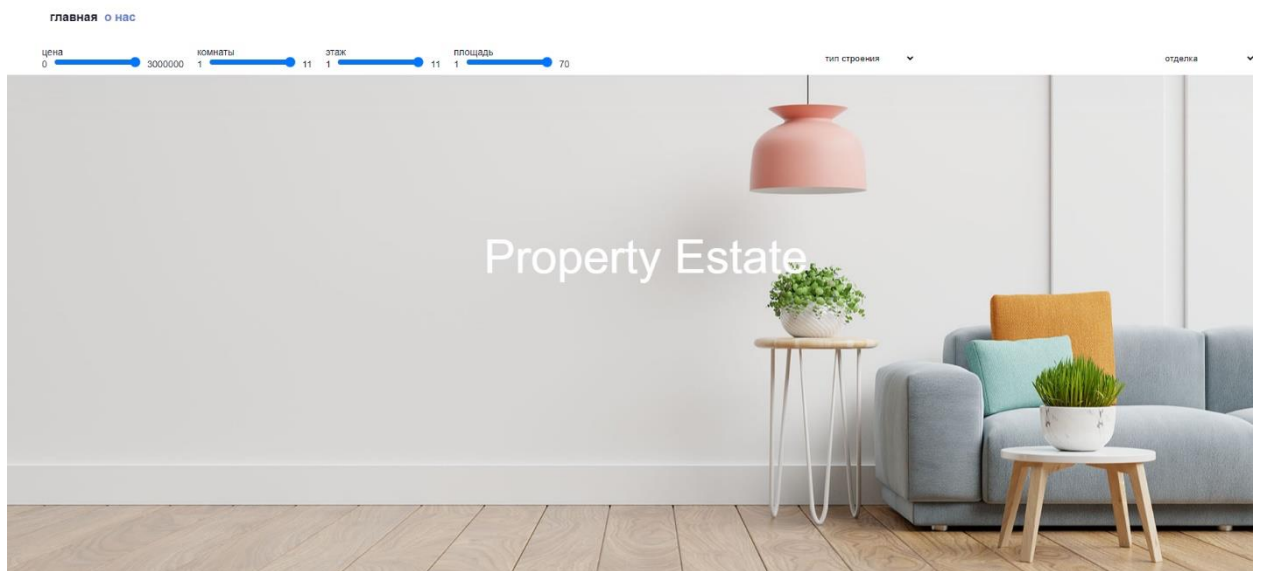 главная о нас
цена комнаты этаж площадь
0 3000000 1 11 1 11 1 70 тип строения отделка
Property Estate